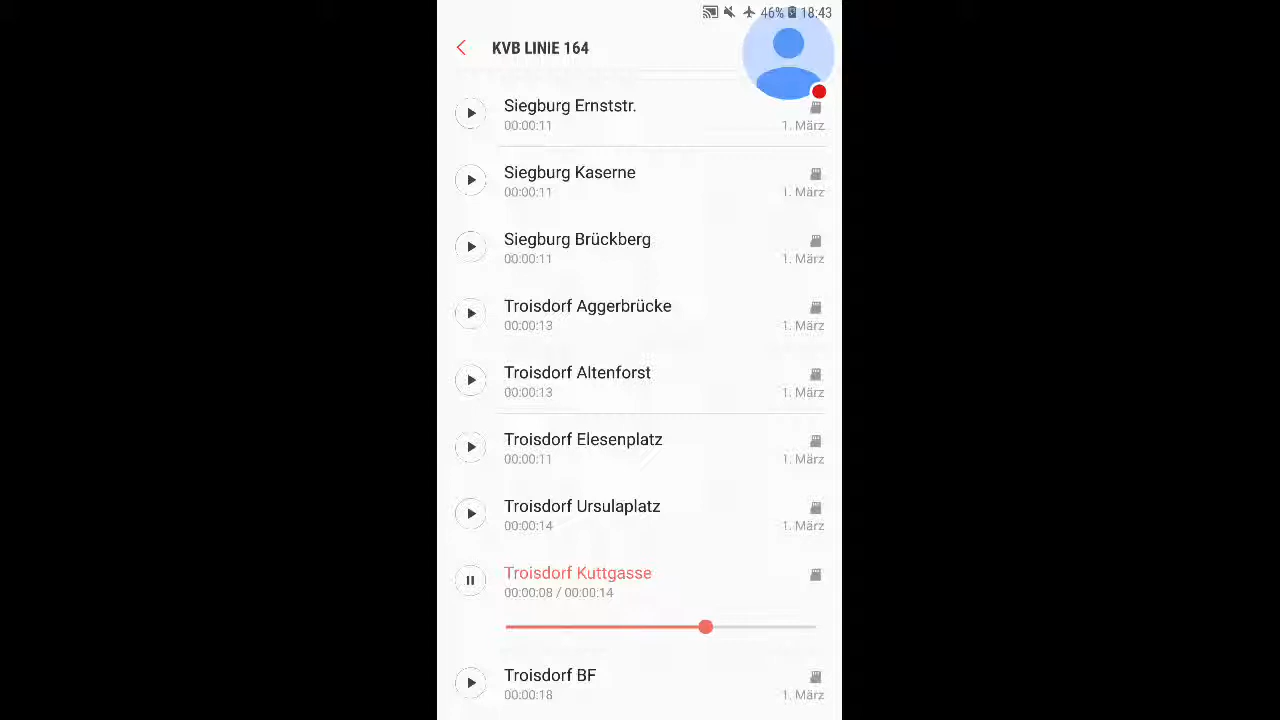 46% 18:43
KVB LINIE 164
Siegburg Ernststr.
00:00:11 1. März
Siegburg Kaserne
00:00:11 1. März
Siegburg Brückberg
00:00:11 1. März
Troisdorf Aggerbrücke
00:00:13 1. März
Troisdorf Altenforst
00:00:13 1. März
Troisdorf Elesenplatz
00:00:11 1. März
Troisdorf Ursulaplatz
00:00:14 1. März
Troisdorf Kuttgasse
00:00:08 / 00:00:14
Troisdorf BF
00:00:18 1. März